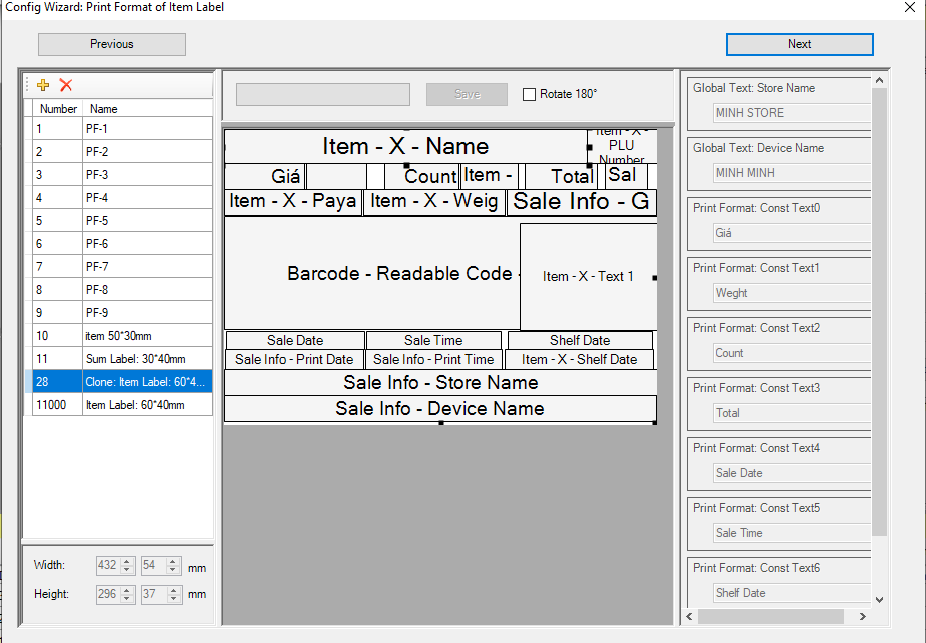 Config Wizard: Print Format of Item Label
Previous
Next
Number Name
1 PF-1
2 PF-2
3 PF-3
4 PF-4
5 PF-5
6 PF-6
7 PF-7
8 PF-8
9 PF-9
10 item 50*30mm
11 Sum Label: 30*40mm
28 Clone: Item Label: 60*4...
11000 Item Label: 60*40mm
Width: 432 54 mm
Height: 296 37 mm
Save
Rotate 180°
Item - X - Name
Item - X -
PLU
Number
Giá Count Item - Total Sal
Item - X - Paya Item - X - Weig Sale Info - G
Barcode - Readable Code -
Item - X - Text 1
Sale Date Sale Time Shelf Date
Sale Info - Print Date Sale Info - Print Time Item - X - Shelf Date
Sale Info - Store Name
Sale Info - Device Name
Global Text: Store Name
MINH STORE
Global Text: Device Name
MINH MINH
Print Format: Const Text0
Giá
Print Format: Const Text1
Weght
Print Format: Const Text2
Count
Print Format: Const Text3
Total
Print Format: Const Text4
Sale Date
Print Format: Const Text5
Sale Time
Print Format: Const Text6
Shelf Date